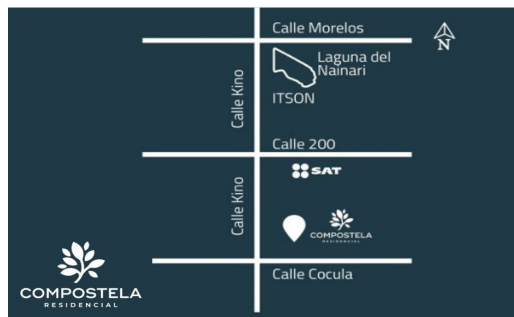 Calle Morelos
N
Laguna del
Nainari
Calle Kino
ITSON
Calle 200
SAT
Calle Kino
COMPOSTELA
RESIDENCIAL
Calle Cocula
COMPOSTELA
RESIDENCIAL